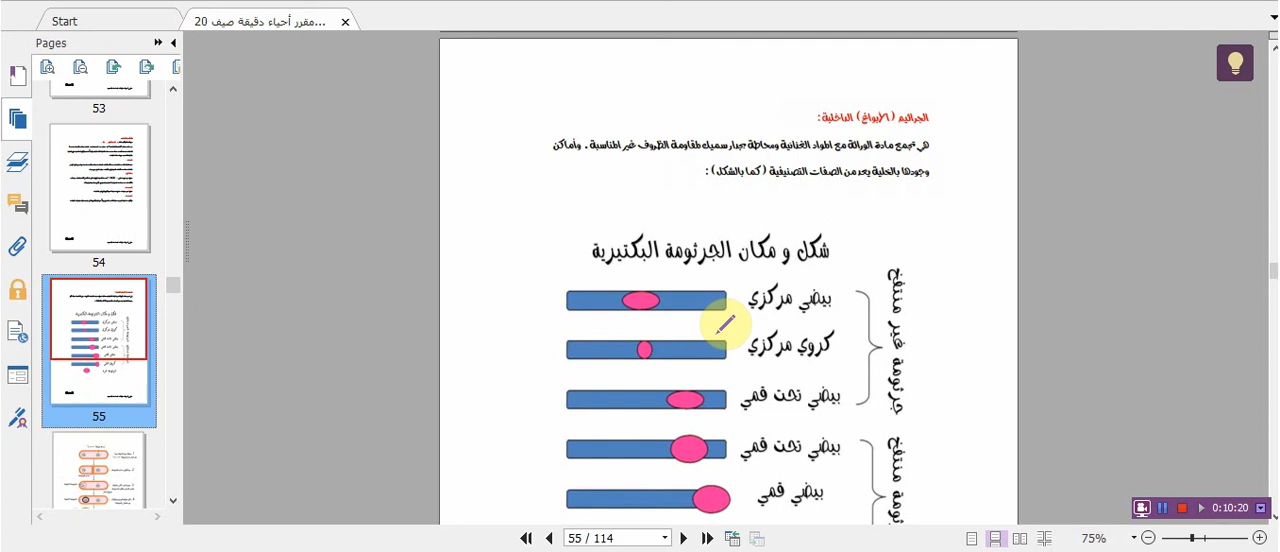 Start
مقرر أحياء دقيقة صيف 20...
Pages
53
54
55
الجراثيم (الأبواغ) الداخلية :
هي تجمع مادة الوراثة مع المواد الغذائية ومحاطة بجدار سميك لمقاومة الظروف غير المناسبة . وأماكن
وجودها بالخلية يعد من الصفات التصنيفية (كما بالشكل) :
شكل و مكان الجرثومة البكتيرية
بيضي مركزي
كروي مركزي
بيضي تحت قمي
جرثومة غير منتفخ
بيضي تحت قمي
بيضي قمي
منتفخ
0:10:20
55 / 114
75%